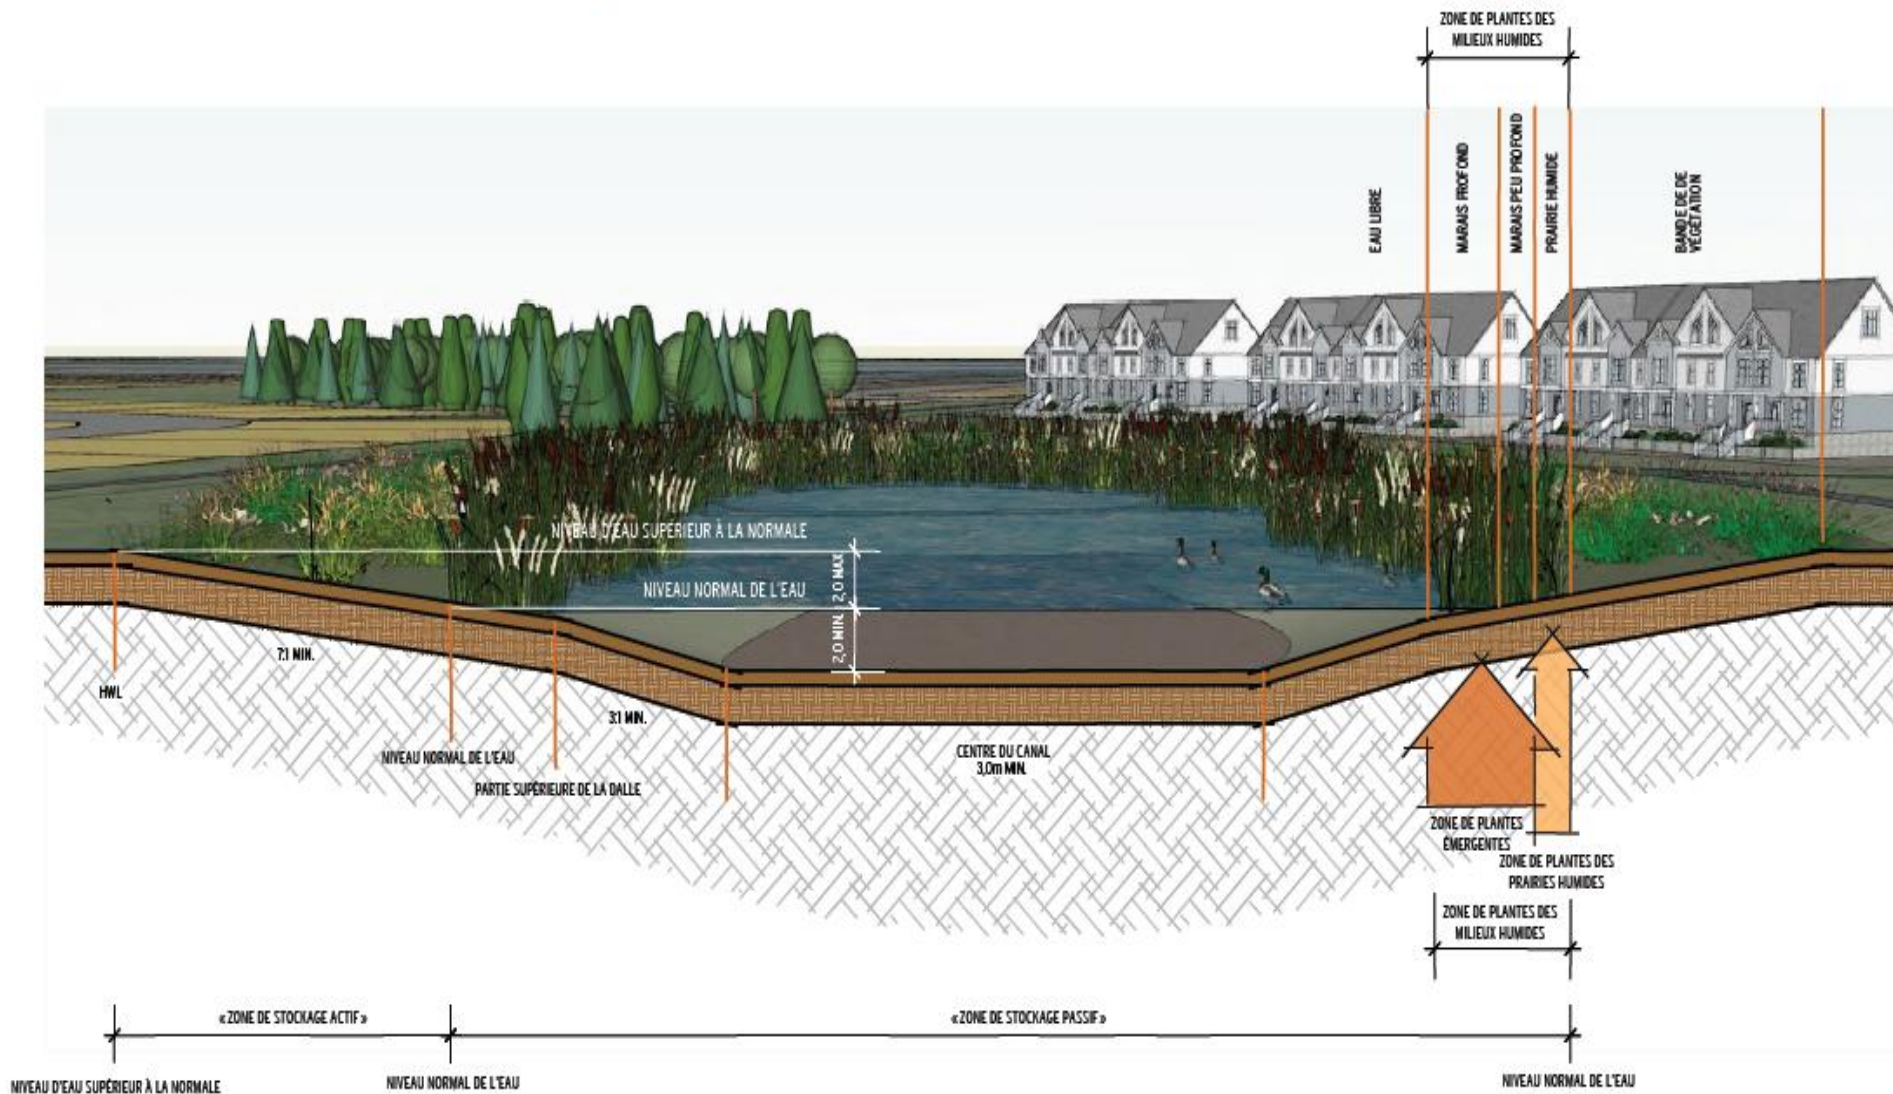 ZONE DE PLANTES DES
MILIEUX HUMIDES
EAU LIBRE
MARAIS PROFOND
MARAIS PEU PROFOND
PRAIRIE HUMIDE
BANDE DE DE
VÉGÉTATION
NIVEAU D'EAU SUPÉRIEUR À LA NORMALE
2,0 MAX
NIVEAU NORMAL DE L'EAU
2,0 MIN.
7:1 MIN.
HWL
3:1 MIN.
NIVEAU NORMAL DE L'EAU
PARTIE SUPÉRIEURE DE LA DALLE
CENTRE DU CANAL
3,0m MIN.
ZONE DE PLANTES
ÉMERGENTES
ZONE DE PLANTES DES
PRAIRIES HUMIDES
ZONE DE PLANTES DES
MILIEUX HUMIDES
« ZONE DE STOCKAGE ACTIF »
« ZONE DE STOCKAGE PASSIF »
NIVEAU D'EAU SUPÉRIEUR À LA NORMALE
NIVEAU NORMAL DE L'EAU
NIVEAU NORMAL DE L'EAU